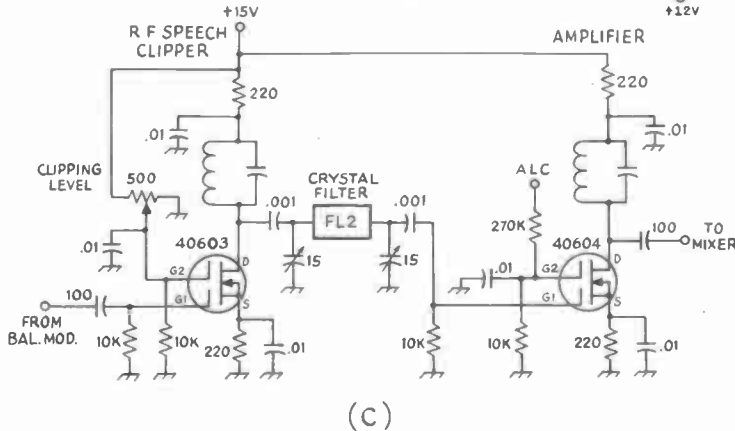 +12V
+15V
R F SPEECH
CLIPPER
AMPLIFIER
220
220
.01
.01
CLIPPING
LEVEL
500
CRYSTAL
FILTER
ALC
.001
.001
FL2
270K
100
TO
MIXER
.01
40603
15
15
40604
.01
D
D
G2
G2
100
G1
S
G1
S
FROM
BAL. MOD.
10K
10K
220
.01
10K
10K
220
.01
(C)